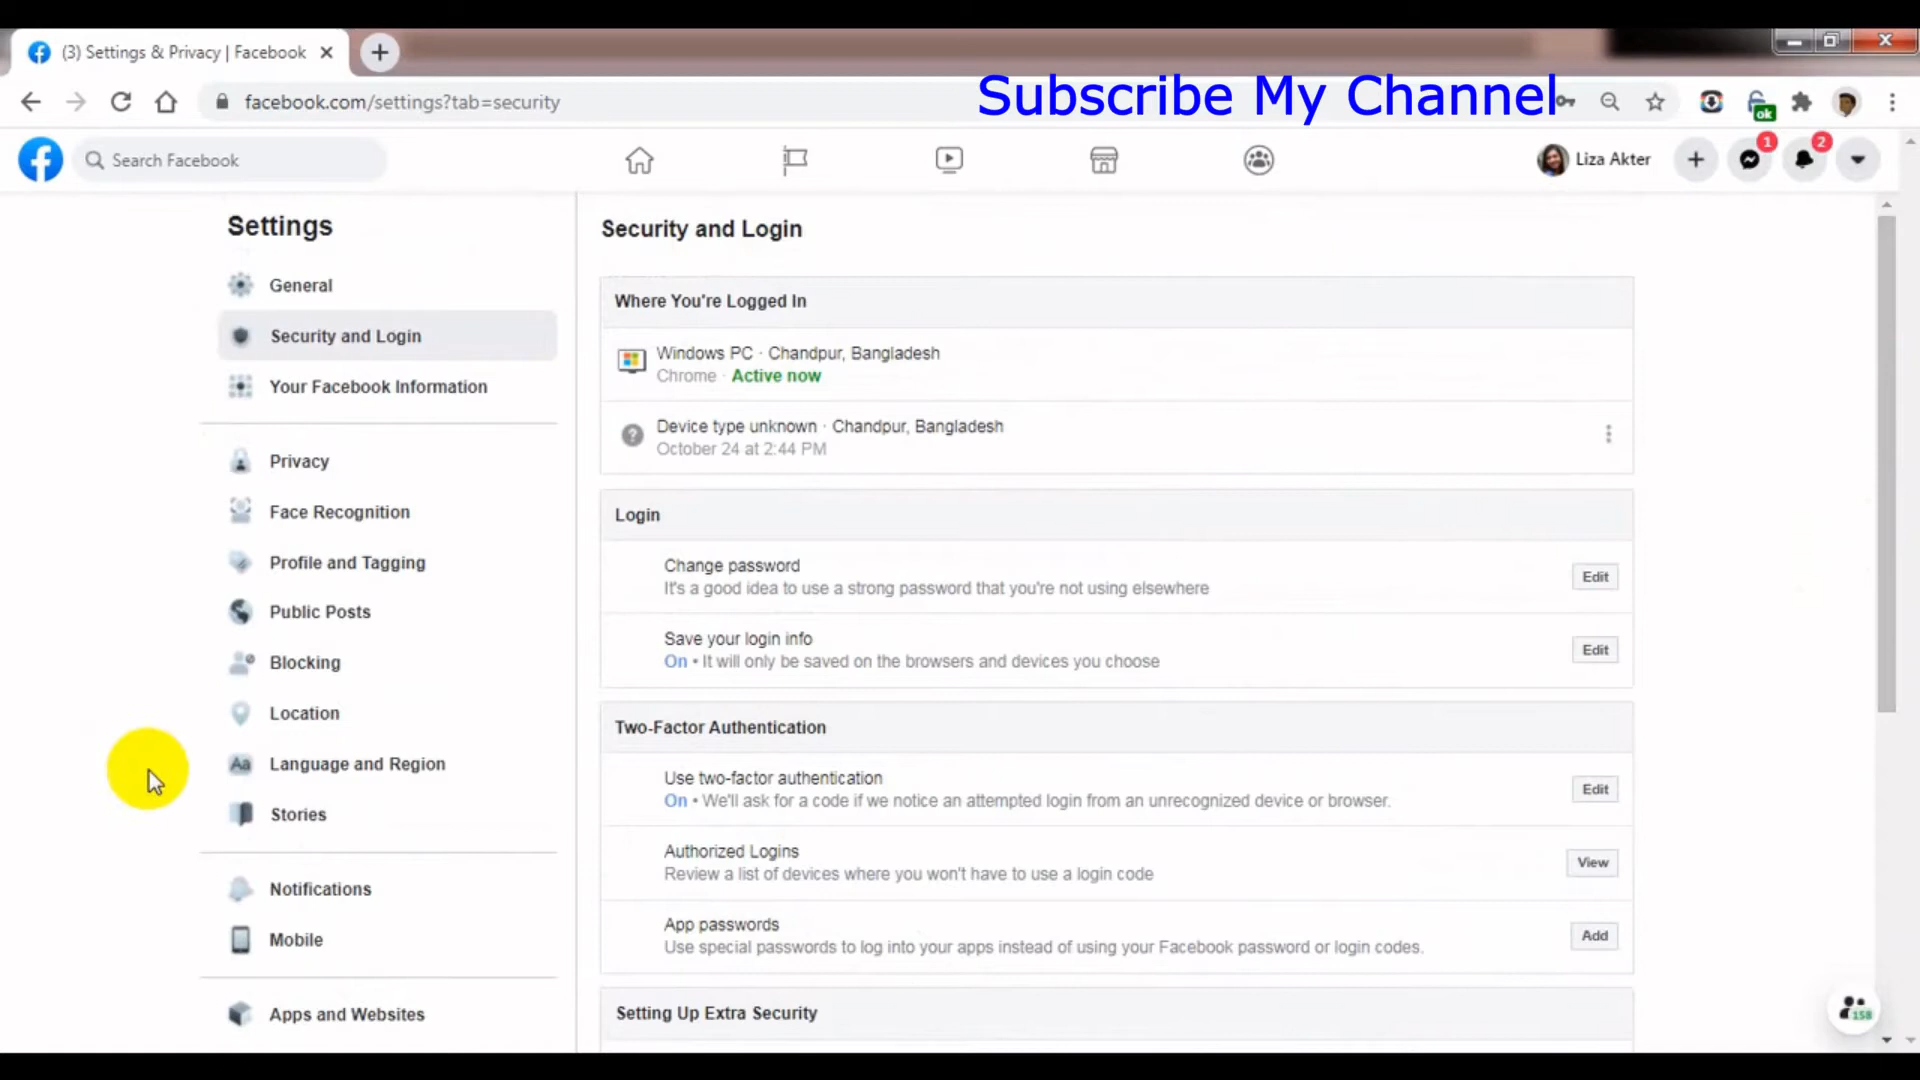 (3) Settings & Privacy | Facebook
facebook.com/settings?tab=security
Subscribe My Channel
ok
Search Facebook
Liza Akter
1
2
Settings
General
Security and Login
Your Facebook Information
Privacy
Face Recognition
Profile and Tagging
Public Posts
Blocking
Location
Aa Language and Region
Stories
Notifications
Mobile
Apps and Websites
Security and Login
Where You're Logged In
Windows PC · Chandpur, Bangladesh
Chrome · Active now
? Device type unknown · Chandpur, Bangladesh
October 24 at 2:44 PM
Login
Change password
It's a good idea to use a strong password that you're not using elsewhere
Edit
Save your login info
On • It will only be saved on the browsers and devices you choose
Edit
Two-Factor Authentication
Use two-factor authentication
On • We'll ask for a code if we notice an attempted login from an unrecognized device or browser.
Edit
Authorized Logins
Review a list of devices where you won't have to use a login code
View
App passwords
Use special passwords to log into your apps instead of using your Facebook password or login codes.
Add
Setting Up Extra Security
158